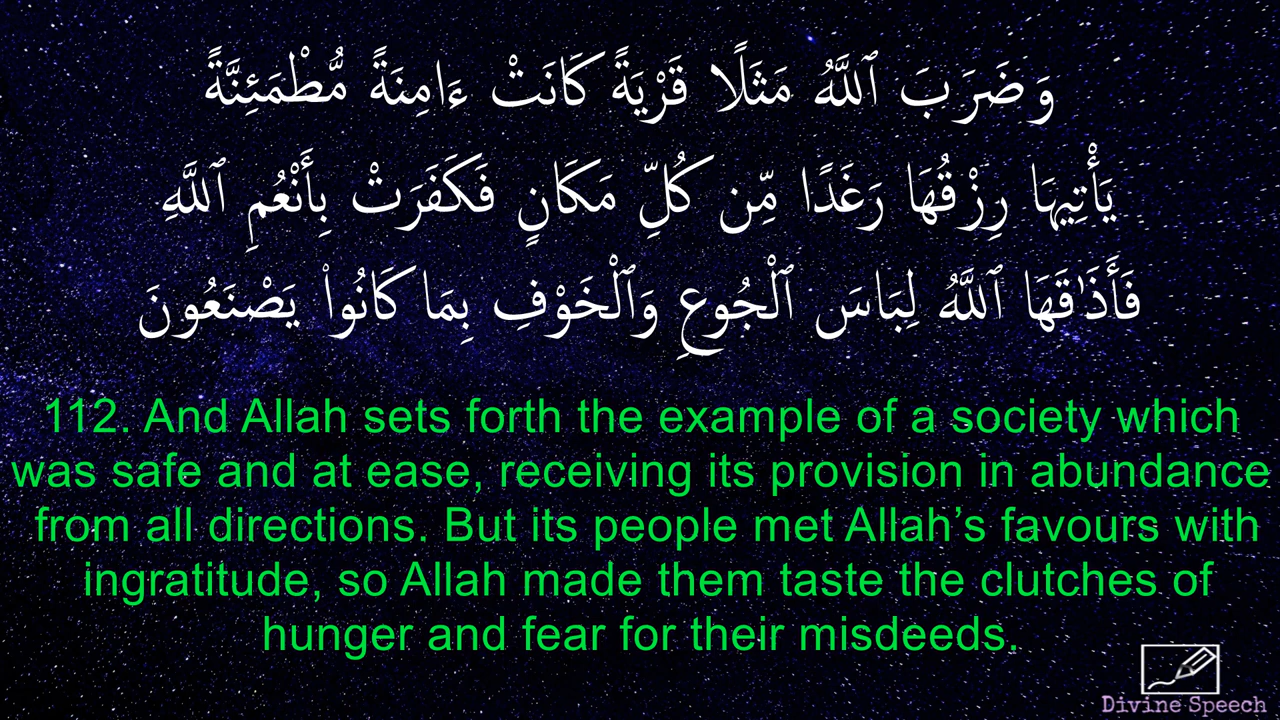 وَضَرَبَ ٱللَّهُ مَثَلًا قَرْيَةً كَانَتْ ءَامِنَةً مُّطْمَئِنَّةً
يَأْتِيهَا رِزْقُهَا رَغَدًا مِّن كُلِّ مَكَانٍ فَكَفَرَتْ بِأَنْعُمِ ٱللَّهِ
فَأَذَٰقَهَا ٱللَّهُ لِبَاسَ ٱلْجُوعِ وَٱلْخَوْفِ بِمَا كَانُوا۟ يَصْنَعُونَ
112. And Allah sets forth the example of a society which
was safe and at ease, receiving its provision in abundance
from all directions. But its people met Allah’s favours with
ingratitude, so Allah made them taste the clutches of
hunger and fear for their misdeeds.
Divine Speech